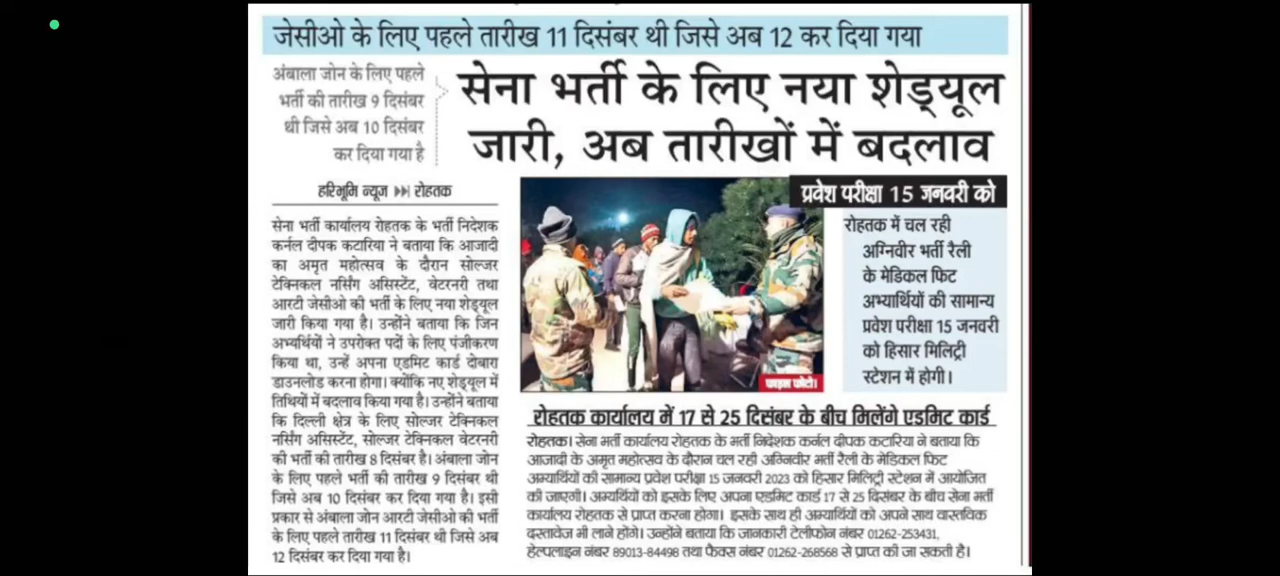 जेसीओ के लिए पहले तारीख 11 दिसंबर थी जिसे अब 12 कर दिया गया
अंबाला जोन के लिए पहले
भर्ती की तारीख 9 दिसंबर
थी जिसे अब 10 दिसंबर
कर दिया गया है
सेना भर्ती के लिए नया शेड्यूल
जारी, अब तारीखों में बदलाव
हरिभूमि न्यूज रोहतक
सेना भर्ती कार्यालय रोहतक के भर्ती निदेशक
कर्नल दीपक कटारिया ने बताया कि आजादी
का अमृत महोत्सव के दौरान सोल्जर
टेक्निकल नर्सिंग असिस्टेंट, वेटरनरी तथा
आरटी जेसीओ की भर्ती के लिए नया शेड्यूल
जारी किया गया है। उन्होंने बताया कि जिन
अभ्यर्थियों ने उपरोक्त पदों के लिए पंजीकरण
किया था, उन्हें अपना एडमिट कार्ड दोबारा
डाउनलोड करना होगा। क्योंकि नए शेड्यूल में
तिथियों में बदलाव किया गया है। उन्होंने बताया
कि दिल्ली क्षेत्र के लिए सोल्जर टेक्निकल
नर्सिंग असिस्टेंट, सोल्जर टेक्निकल वेटरनरी
की भर्ती की तारीख 8 दिसंबर है। अंबाला जोन
के लिए पहले भर्ती की तारीख 9 दिसंबर थी
जिसे अब 10 दिसंबर कर दिया गया है। इसी
प्रकार से अंबाला जोन आरटी जेसीओ की भर्ती
के लिए पहले तारीख 11 दिसंबर थी जिसे अब
12 दिसंबर कर दिया गया है।
प्रवेश परीक्षा 15 जनवरी को
रोहतक में चल रही
अग्निवीर भर्ती रैली
के मेडिकल फिट
अभ्यार्थियों की सामान्य
प्रवेश परीक्षा 15 जनवरी
को हिसार मिलिट्री
स्टेशन में होगी।
फाइल फोटो।
रोहतक कार्यालय में 17 से 25 दिसंबर के बीच मिलेंगे एडमिट कार्ड
रोहतक। सेना भर्ती कार्यालय रोहतक के भर्ती निदेशक कर्नल दीपक कटारिया ने बताया कि
आजादी के अमृत महोत्सव के दौरान चल रही अग्निवीर भर्ती रैली के मेडिकल फिट
अभ्यार्थियों की सामान्य प्रवेश परीक्षा 15 जनवरी 2023 को हिसार मिलिट्री स्टेशन में आयोजित
की जाएगी। अभ्यर्थियों को इसके लिए अपना एडमिट कार्ड 17 से 25 दिसंबर के बीच सेना भर्ती
कार्यालय रोहतक से प्राप्त करना होगा। इसके साथ ही अभ्यार्थियों को अपने साथ वास्तविक
दस्तावेज भी लाने होंगे। उन्होंने बताया कि जानकारी टेलीफोन नंबर 01262-253431,
हेल्पलाइन नंबर 89013-84498 तथा फैक्स नंबर 01262-268568 से प्राप्त की जा सकती है।